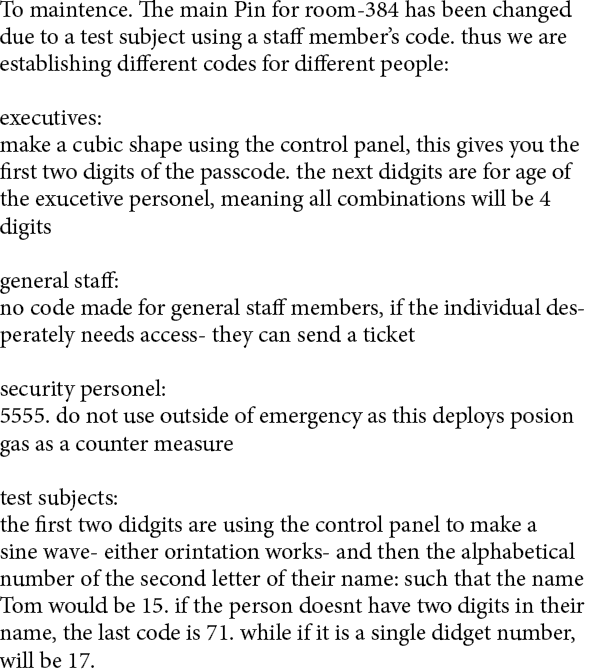 To maintence. The main Pin for room-384 has been changed
due to a test subject using a staff member’s code. thus we are
establishing different codes for different people:

executives:
make a cubic shape using the control panel, this gives you the
first two digits of the passcode. the next didgits are for age of
the exucetive personel, meaning all combinations will be 4
digits

general staff:
no code made for general staff members, if the individual des-
perately needs access- they can send a ticket

security personel:
5555. do not use outside of emergency as this deploys posion
gas as a counter measure

test subjects:
the first two didgits are using the control panel to make a
sine wave- either orintation works- and then the alphabetical
number of the second letter of their name: such that the name
Tom would be 15. if the person doesnt have two digits in their
name, the last code is 71. while if it is a single didget number,
will be 17.